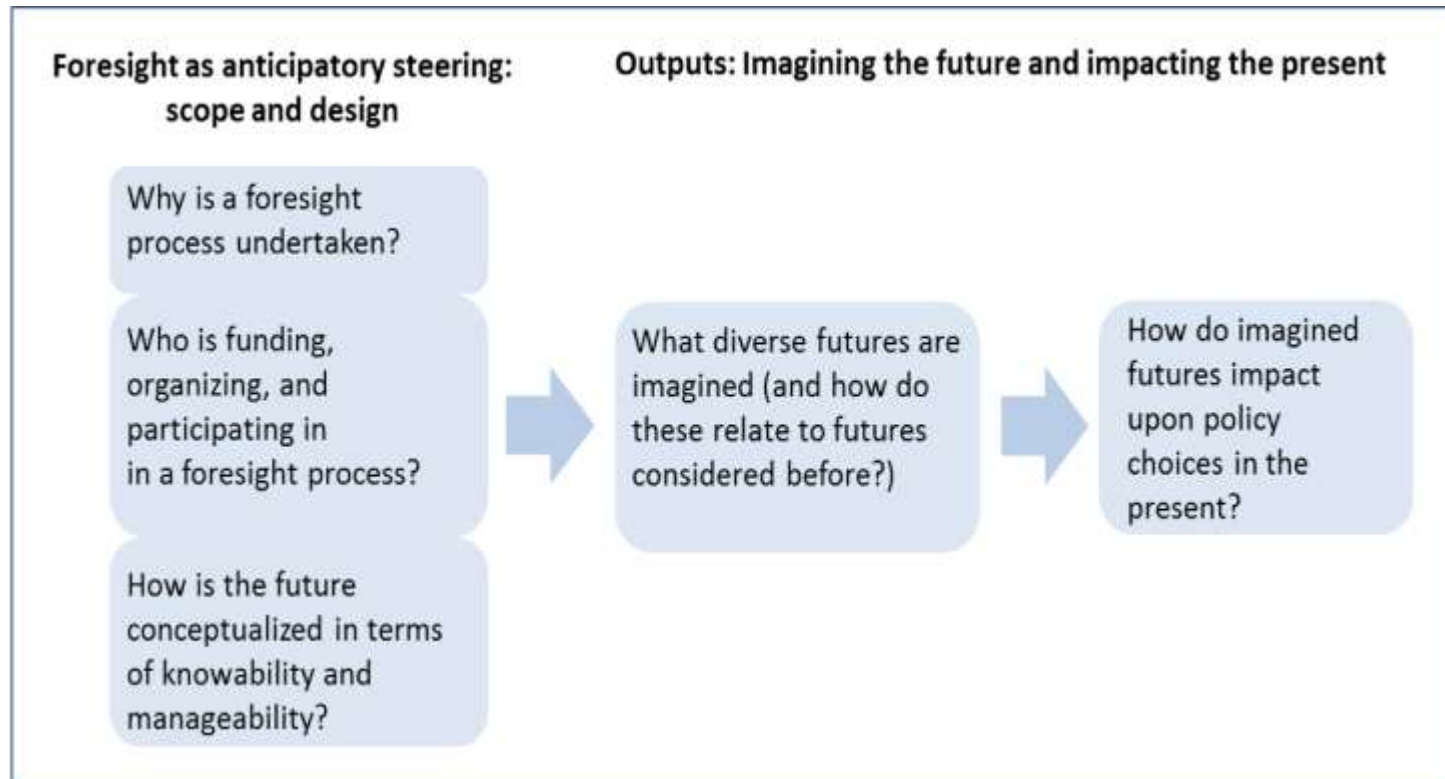 Foresight as anticipatory steering:
scope and design
Outputs: Imagining the future and impacting the present
Why is a foresight
process undertaken?
Who is funding,
organizing, and
participating in
in a foresight process?
How is the future
conceptualized in terms
of knowability and
manageability?
What diverse futures are
imagined (and how do
these relate to futures
considered before?)
How do imagined
futures impact
upon policy
choices in the
present?